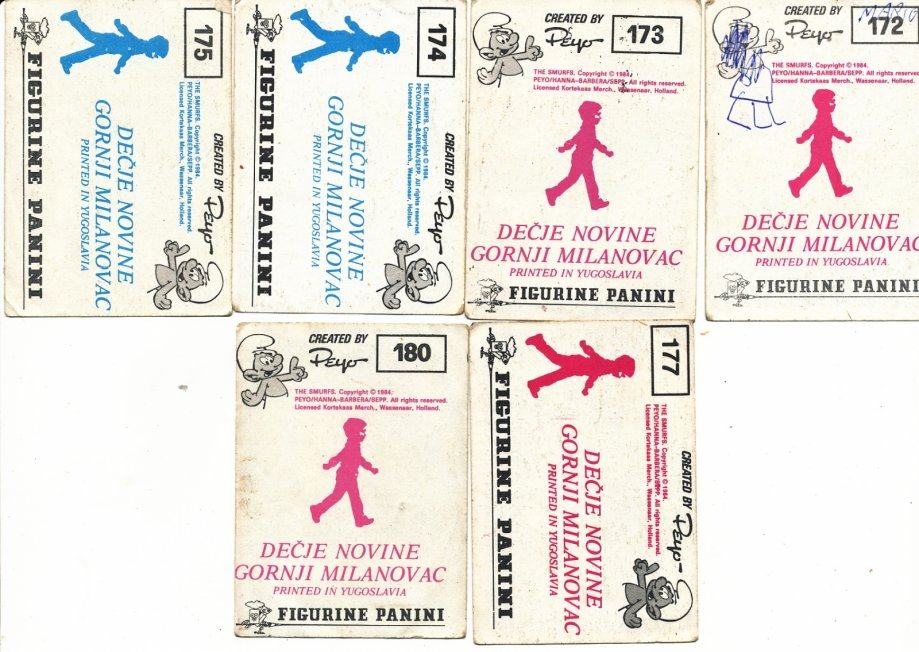 175
THE SMURFS. Copyright © 1984.
PEYO/HANNA-BARBERA/SEPP. All rights reserved.
Licensed Kortekaas Merch., Wassenaar, Holland.
CREATED BY
Peyo
DEČJE NOVINE
GORNJI MILANOVAC
PRINTED IN YUGOSLAVIA
FIGURINE PANINI
174
THE SMURFS. Copyright © 1984.
PEYO/HANNA-BARBERA/SEPP. All rights reserved.
Licensed Kortekaas Merch., Wassenaar, Holland.
CREATED BY
Peyo
DEČJE NOVINE
GORNJI MILANOVAC
PRINTED IN YUGOSLAVIA
FIGURINE PANINI
CREATED BY
Peyo
173
THE SMURFS. Copyright © 1984.
PEYO/HANNA-BARBERA/SEPP. All rights reserved.
Licensed Kortekaas Merch., Wassenaar, Holland.
DEČJE NOVINE
GORNJI MILANOVAC
PRINTED IN YUGOSLAVIA
FIGURINE PANINI
CREATED BY
Peyo
172
THE SMURFS. Copyright © 1984.
PEYO/HANNA-BARBERA/SEPP. All rights reserved.
Licensed Kortekaas Merch., Wassenaar, Holland.
DEČJE NOVINE
GORNJI MILANOVAC
PRINTED IN YUGOSLAVIA
FIGURINE PANINI
CREATED BY
Peyo
180
THE SMURFS. Copyright © 1984.
PEYO/HANNA-BARBERA/SEPP. All rights reserved.
Licensed Kortekaas Merch., Wassenaar, Holland.
DEČJE NOVINE
GORNJI MILANOVAC
PRINTED IN YUGOSLAVIA
FIGURINE PANINI
177
THE SMURFS. Copyright © 1984.
PEYO/HANNA-BARBERA/SEPP. All rights reserved.
Licensed Kortekaas Merch., Wassenaar, Holland.
CREATED BY
Peyo
DEČJE NOVINE
GORNJI MILANOVAC
PRINTED IN YUGOSLAVIA
FIGURINE PANINI